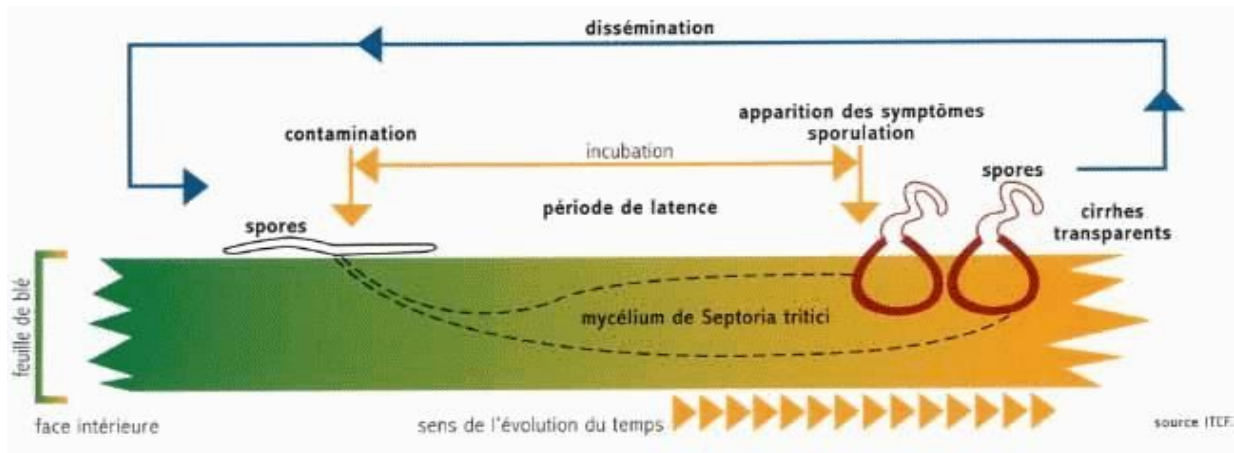 dissémination
contamination
apparition des symptômes
sporulation
incubation
spores
période de latence
spores
cirrhes
transparents
feuille de blé
mycélium de Septoria tritici
face intérieure
sens de l'évolution du temps
source ITCF.